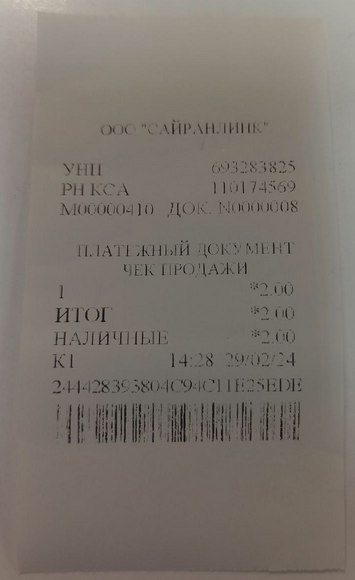 ООО "САЙРАНЛИНК"
УНП 693283825
РН КСА 110174569
М00000410 ДОК. N0000008
ПЛАТЕЖНЫЙ ДОКУМЕНТ
ЧЕК ПРОДАЖИ
1 *2.00
ИТОГ *2.00
НАЛИЧНЫЕ *2.00
К1 14:28 29/02/24
244428393804C94C11E25EDE